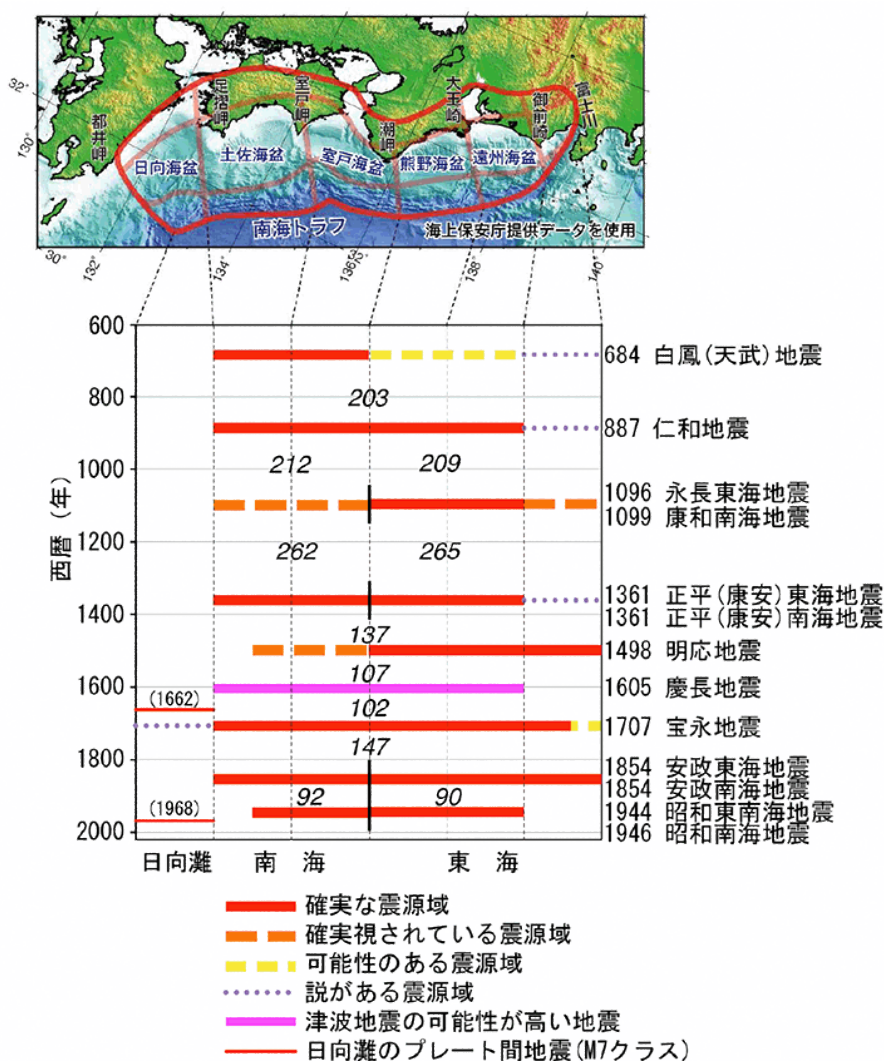 32°
130°
都井岬
足摺岬
室戸岬
潮岬
大王崎
御前崎
富士川
日向海盆
土佐海盆
室戸海盆
熊野海盆
遠州海盆
南海トラフ
海上保安庁提供データを使用
30°
132°
134°
136°
138°
140°
西暦（年）
600
800
1000
1200
1400
1600
1800
2000
684 白鳳(天武)地震
203
887 仁和地震
212
209
1096 永長東海地震
1099 康和南海地震
262
265
1361 正平(康安)東海地震
1361 正平(康安)南海地震
137
1498 明応地震
107
1605 慶長地震
(1662)
102
1707 宝永地震
147
1854 安政東海地震
1854 安政南海地震
(1968)
92
90
1944 昭和東南海地震
1946 昭和南海地震
日向灘 南海 東海
確実な震源域
確実視されている震源域
可能性のある震源域
説がある震源域
津波地震の可能性が高い地震
日向灘のプレート間地震(M7クラス)